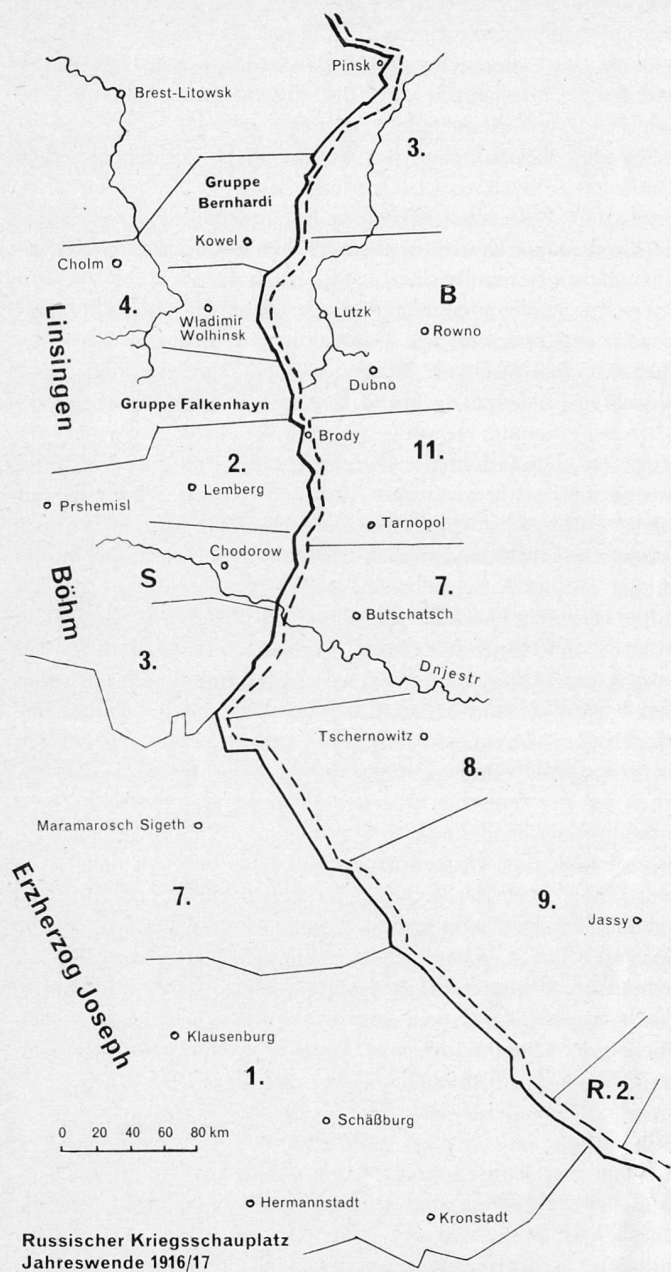 Pinsk
Brest-Litowsk
3.
Gruppe
Bernhardi
Kowel
Cholm
4.
B
Lutzk
Wladimir
Wolhinsk
Rowno
Linsingen
Dubno
Gruppe Falkenhayn
Brody
11.
2.
Lemberg
Prshemisl
Tarnopol
Chodorow
S
7.
Butschatsch
Böhm
3.
Dnjestr
Tschernowitz
8.
Maramarosch Sigeth
7.
9.
Jassy
Erzherzog Joseph
Klausenburg
1.
R.2.
Schäßburg
0 20 40 60 80 km
Hermannstadt
Kronstadt
Russischer Kriegsschauplatz
Jahreswende 1916/17